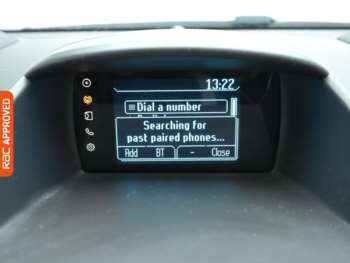 13:22
Dial a number
Searching for
past paired phones...
Add BT - Close
RAC APPROVED